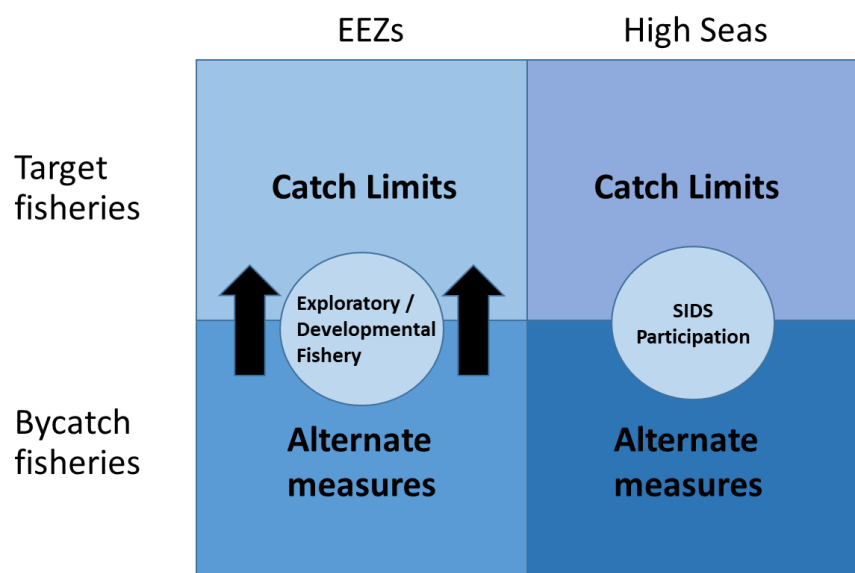 EEZs
High Seas
Target
fisheries
Catch Limits
Catch Limits
Exploratory /
Developmental
Fishery
SIDS
Participation
Bycatch
fisheries
Alternate
measures
Alternate
measures